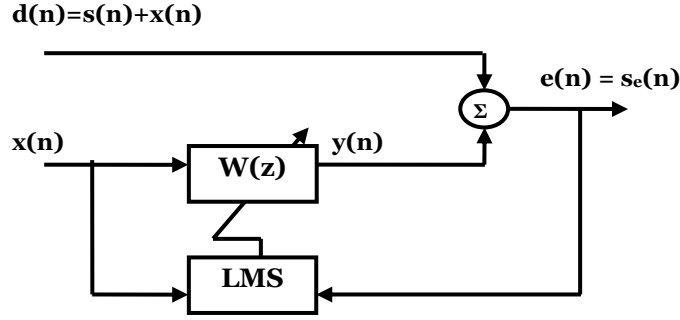 d(n)=s(n)+x(n)
e(n) = sₑ(n)
Σ
x(n)
y(n)
W(z)
LMS